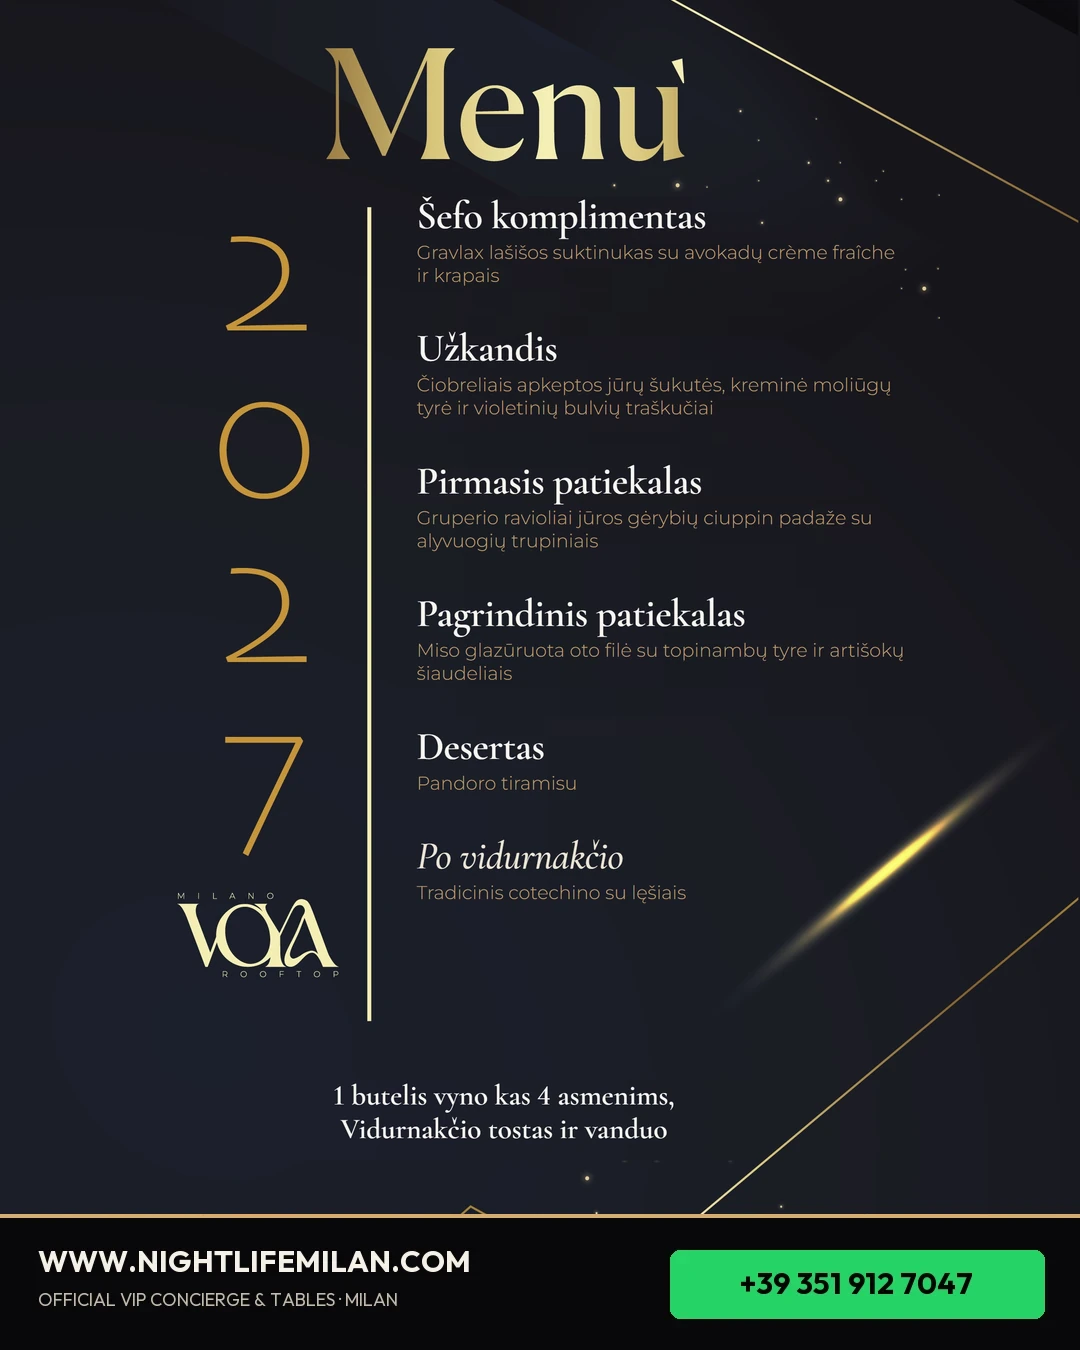 Menù
2
0
2
7
MILANO
VOYA
ROOFTOP
Šefo komplimentas
Gravlax lašišos suktinukas su avokadų crème fraîche
ir krapais
Užkandis
Čiobreliais apkeptos jūrų šukutės, kreminė moliūgų
tyrė ir violetinių bulvių traškučiai
Pirmasis patiekalas
Gruperio ravioliai jūros gėrybių ciuppin padaže su
alyvuogių trupiniais
Pagrindinis patiekalas
Miso glazūruota oto filė su topinambų tyre ir artišokų
šiaudeliais
Desertas
Pandoro tiramisu
Po vidurnakčio
Tradicinis cotechino su lęšiais
1 butelis vyno kas 4 asmenims,
Vidurnakčio tostas ir vanduo
WWW.NIGHTLIFEMILAN.COM
OFFICIAL VIP CONCIERGE & TABLES · MILAN
+39 351 912 7047